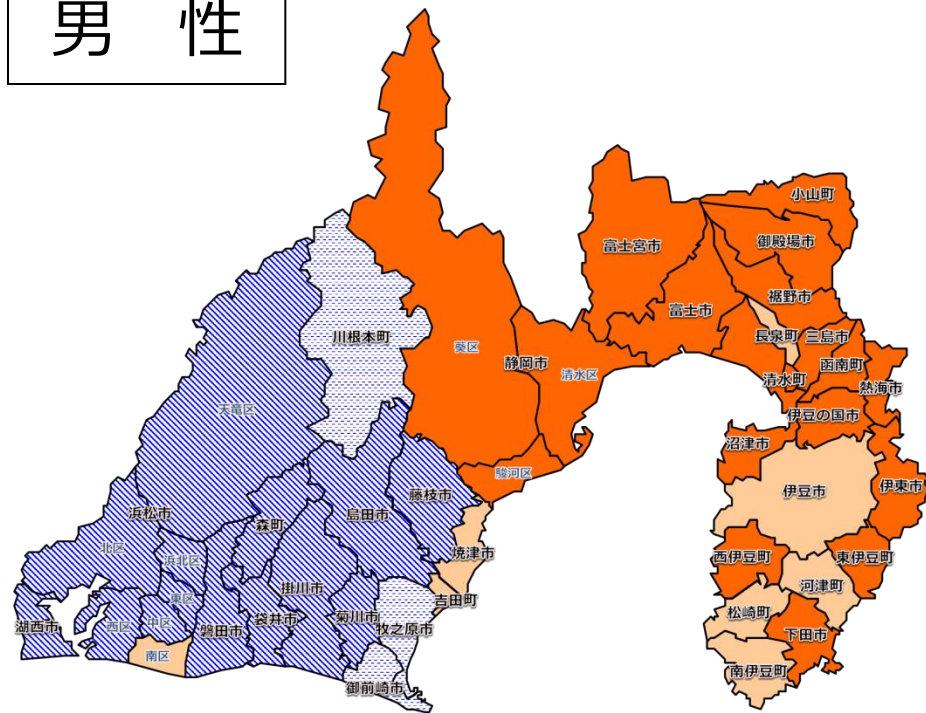 男 性
小山町
御殿場市
富士宮市
裾野市
富士市
長泉町
三島市
川根本町
葵区
静岡市
函南町
清水区
清水町
熱海市
天竜区
伊豆の国市
沼津市
駿河区
伊豆市
伊東市
藤枝市
浜松市
島田市
森町
北区
浜北区
焼津市
西伊豆町
東伊豆町
掛川市
河津町
東区
吉田町
松崎町
湖西市
西区
中区
磐田市
袋井市
菊川市
牧之原市
下田市
南区
南伊豆町
御前崎市